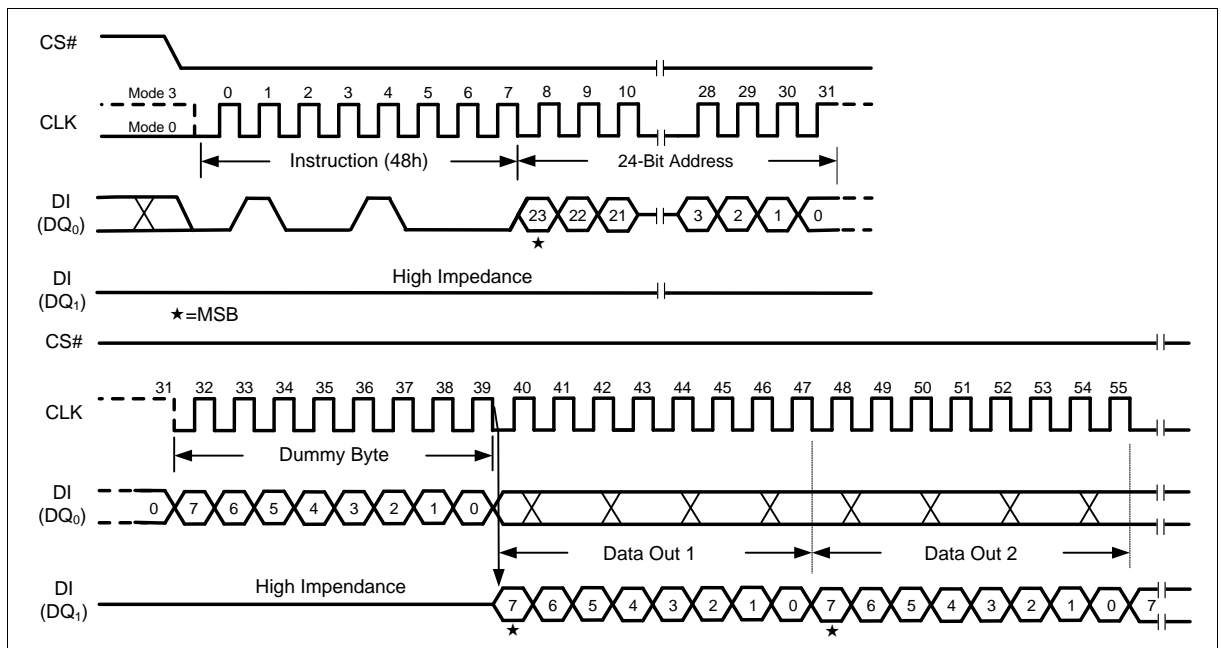 CS#
Mode 3 0 1 2 3 4 5 6 7 8 9 10 28 29 30 31
CLK Mode 0
Instruction (48h) 24-Bit Address
DI
(DQ0) 23 22 21 3 2 1 0
★
DI
(DQ1) High Impedance
★=MSB
CS#
31 32 33 34 35 36 37 38 39 40 41 42 43 44 45 46 47 48 49 50 51 52 53 54 55
CLK
Dummy Byte
DI
(DQ0) 0 7 6 5 4 3 2 1 0
Data Out 1 Data Out 2
DI
(DQ1) High Impendance 7 6 5 4 3 2 1 0 7 6 5 4 3 2 1 0 7
★ ★